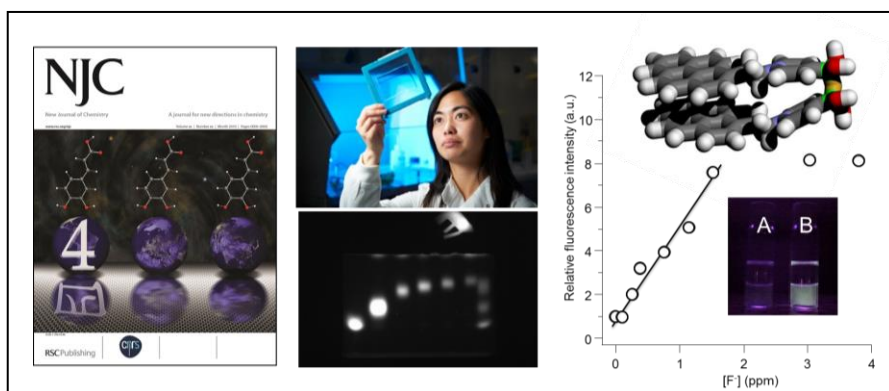 NJC
New Journal of Chemistry
A journal for new directions in chemistry
4
RSCPublishing
cnrs
Relative fluorescence intensity (a.u.)
12
10
8
6
4
2
0
A
B
0
1
2
3
4
[F-] (ppm)